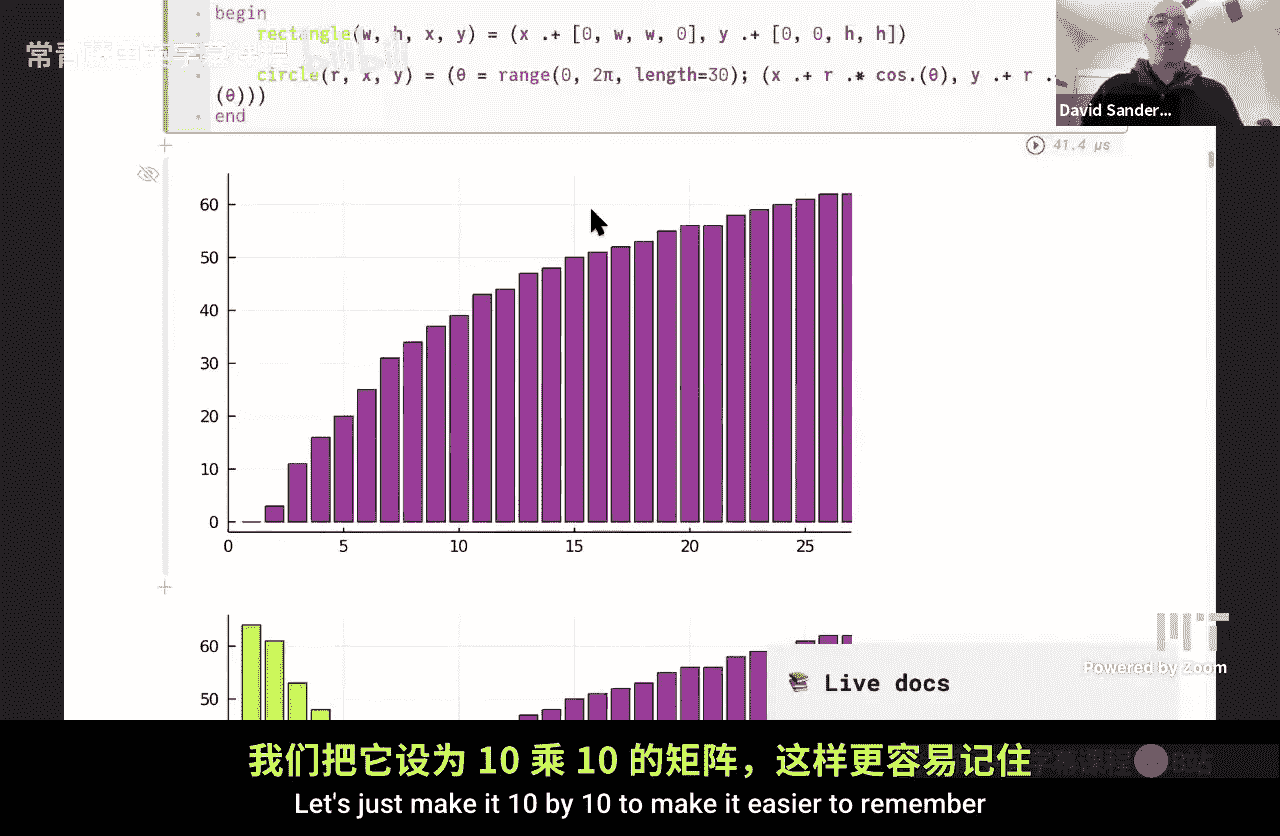 begin
rectangle(w, h, x, y) = (x .+ [0, w, w, 0], y .+ [0, 0, h, h])
circle(r, x, y) = (θ = range(0, 2π, length=30); (x .+ r .* cos.(θ), y .+ r .
(θ)))
end
David Sander...
41.4 μs
60
50
40
30
20
10
0
0 5 10 15 20 25
60
50
Live docs
MIT
Powered by Zoom
我们把它设为 10 乘 10 的矩阵，这样更容易记住
Let's just make it 10 by 10 to make it easier to remember